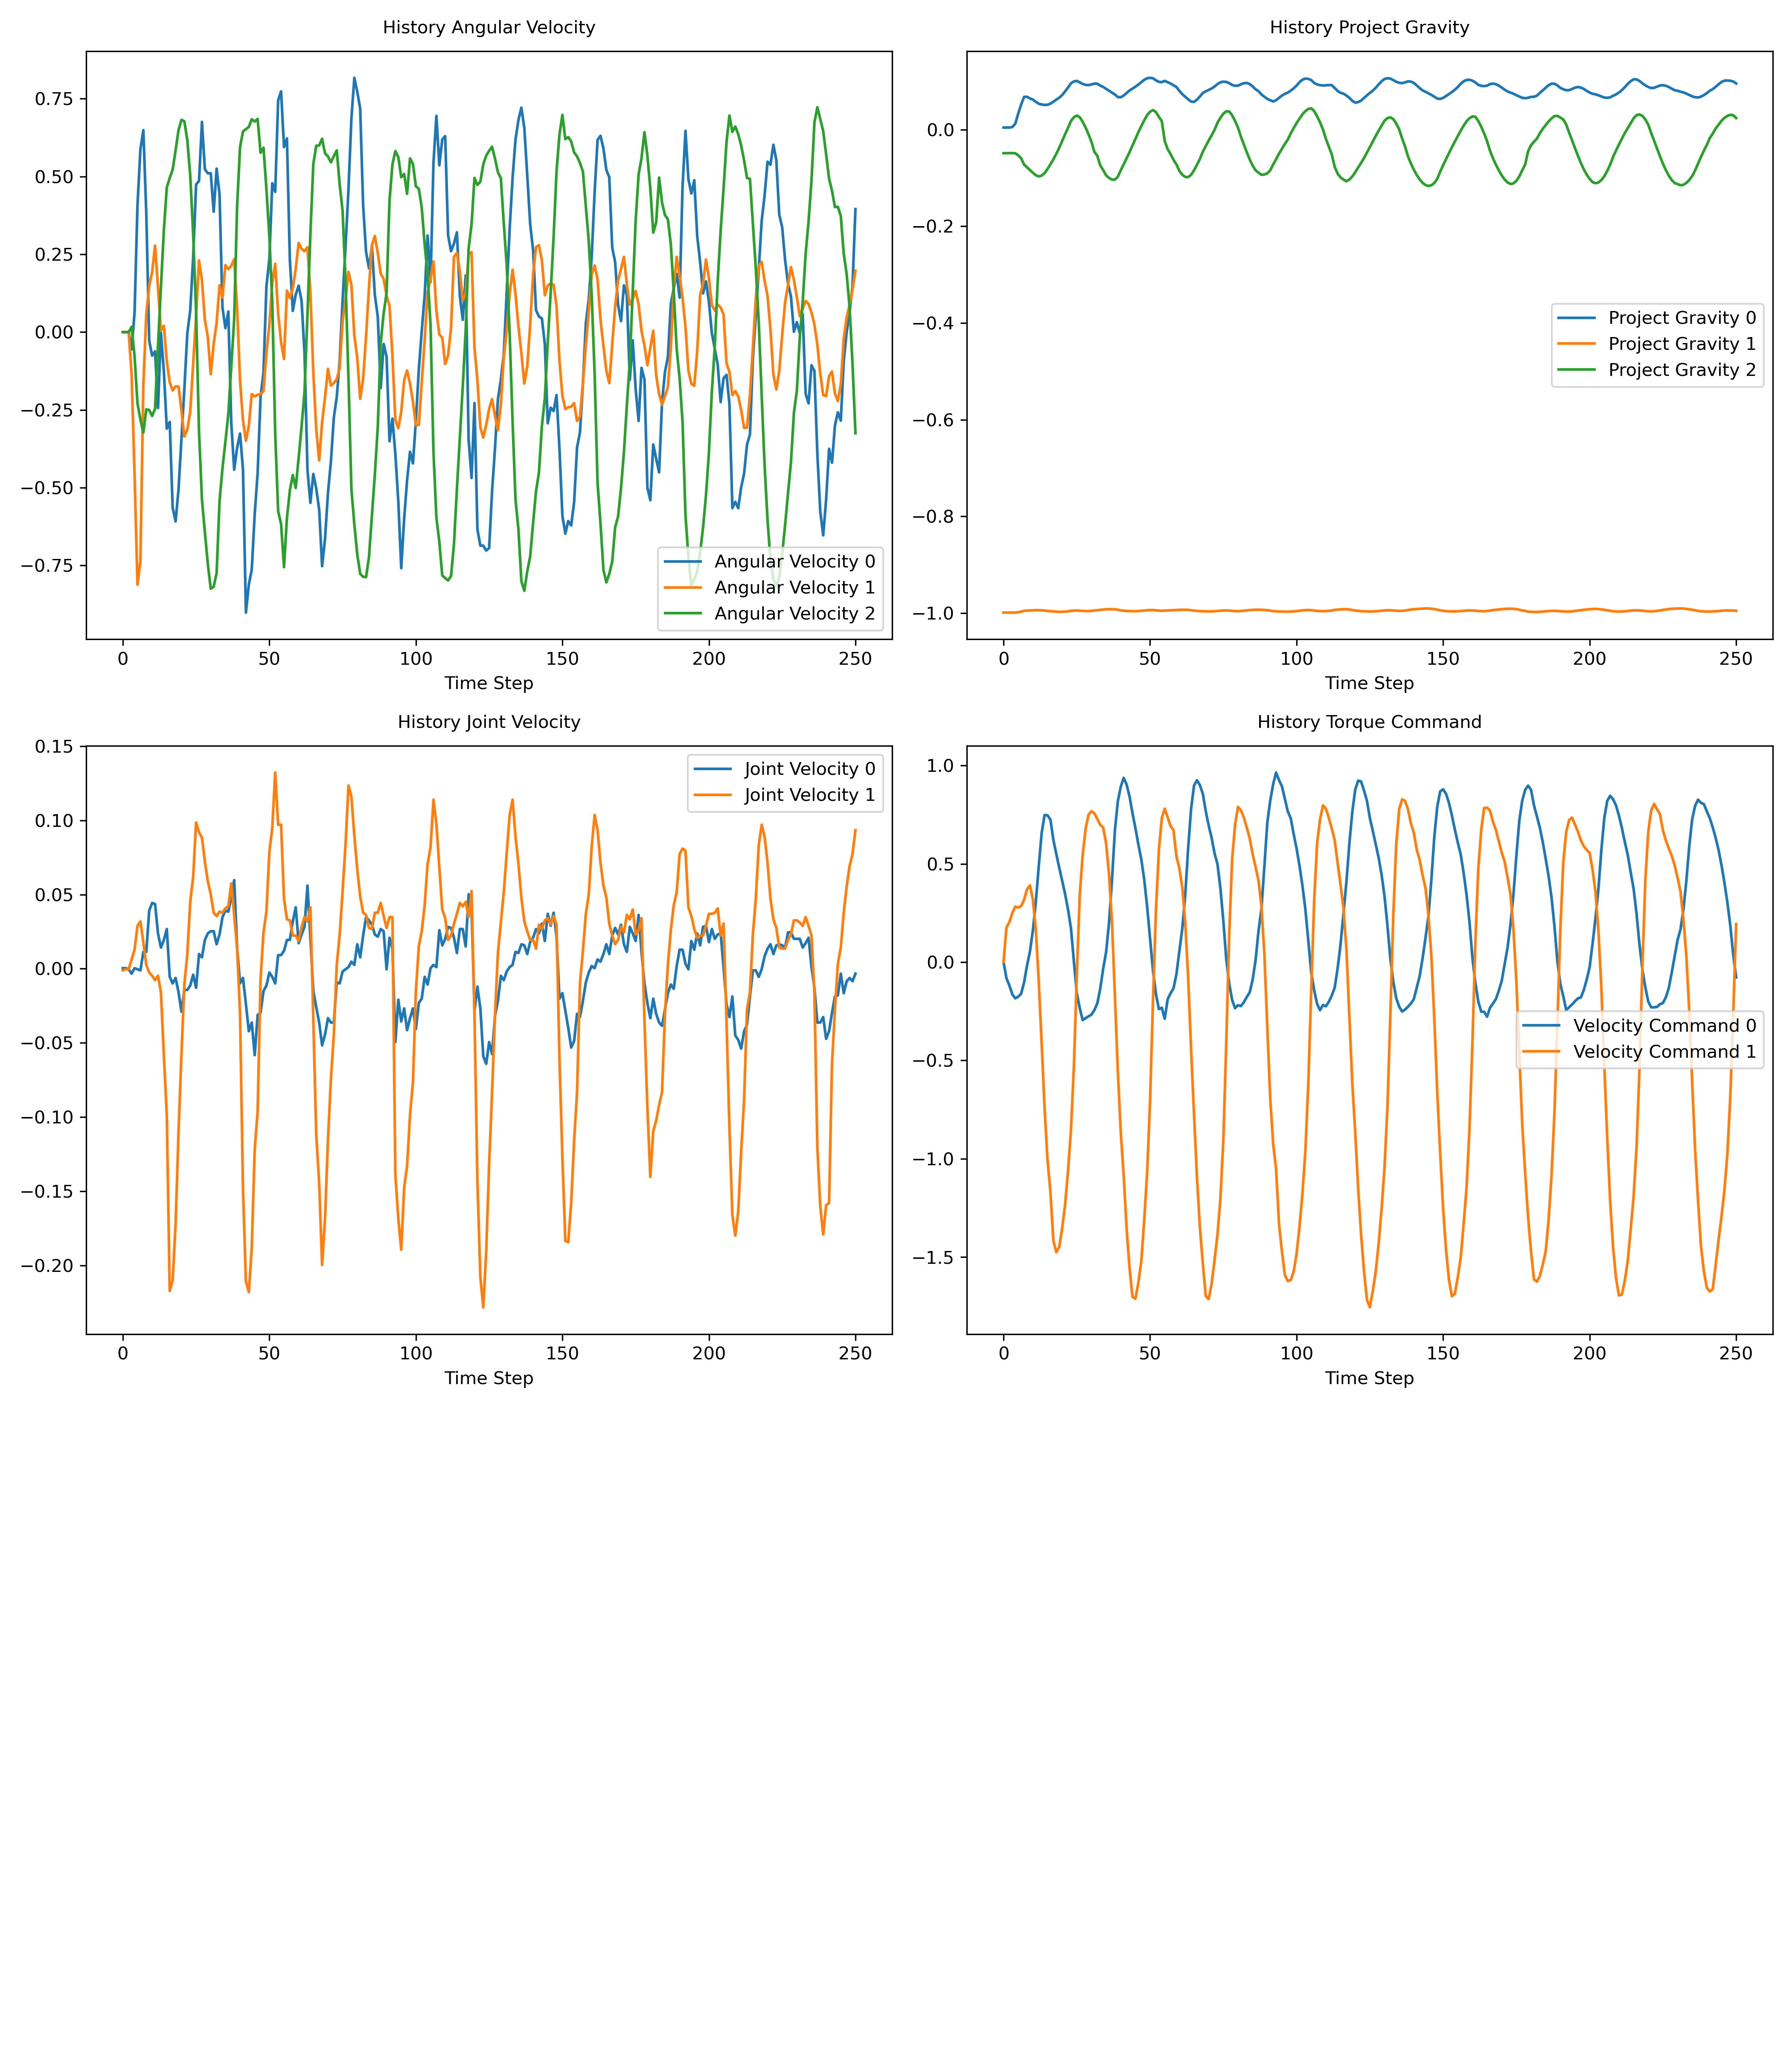 History Angular Velocity
0.75
0.50
0.25
0.00
−0.25
−0.50
−0.75
Angular Velocity 0
Angular Velocity 1
Angular Velocity 2
0 50 100 150 200 250
Time Step
History Project Gravity
0.0
−0.2
−0.4
−0.6
−0.8
−1.0
Project Gravity 0
Project Gravity 1
Project Gravity 2
0 50 100 150 200 250
Time Step
History Joint Velocity
0.15
0.10
0.05
0.00
−0.05
−0.10
−0.15
−0.20
Joint Velocity 0
Joint Velocity 1
0 50 100 150 200 250
Time Step
History Torque Command
1.0
0.5
0.0
−0.5
−1.0
−1.5
Velocity Command 0
Velocity Command 1
0 50 100 150 200 250
Time Step